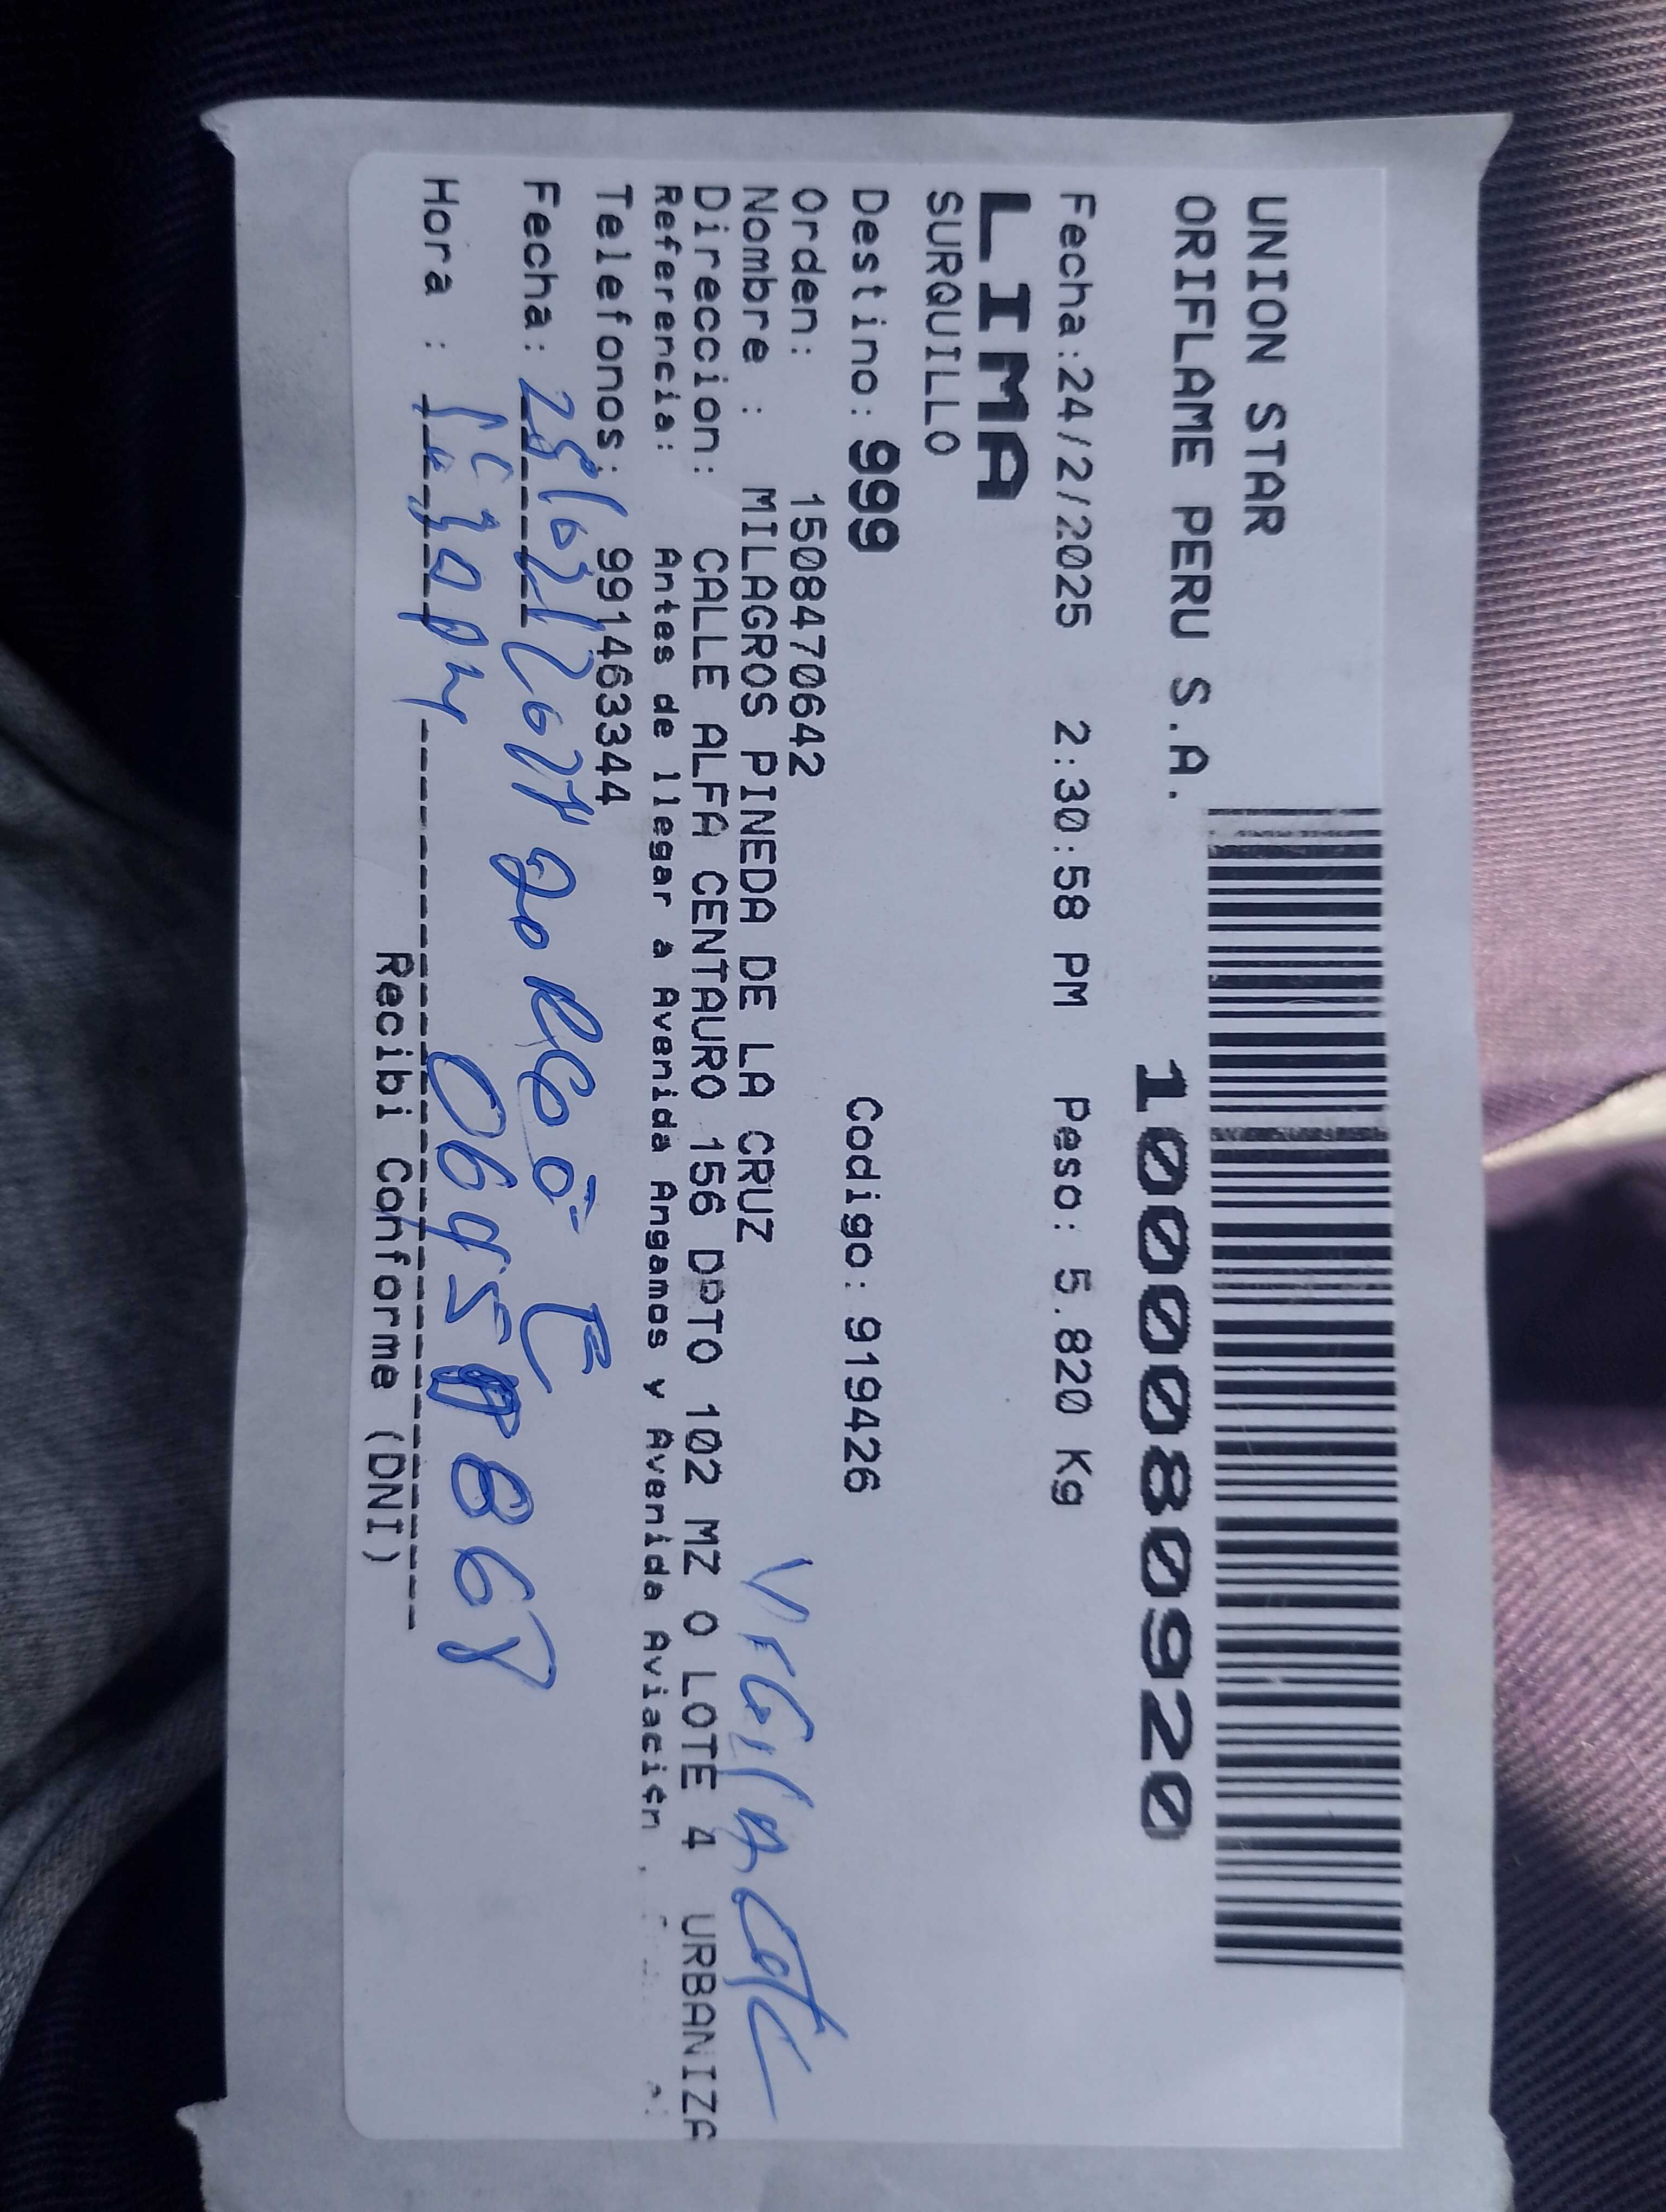 UNION STAR
ORIFLAME PERU S.A.
10000080920
Fecha:24/2/2025 2:30:58 PM Peso: 5.820 Kg
LIMA
SURQUILLO
Destino: 999 Codigo: 919426
Orden: 1508470642
Nombre : MILAGROS PINEDA DE LA CRUZ
VIGILANTE
Direccion: CALLE ALFA CENTAURO 156 DPTO 102 MZ O LOTE 4 URBANIZA
Referencia: Antes de llegar a Avenida Angamos y Avenida Aviación .
Telefonos: 991463344
Fecha:
Hora :
Recibi Conforme (DNI)